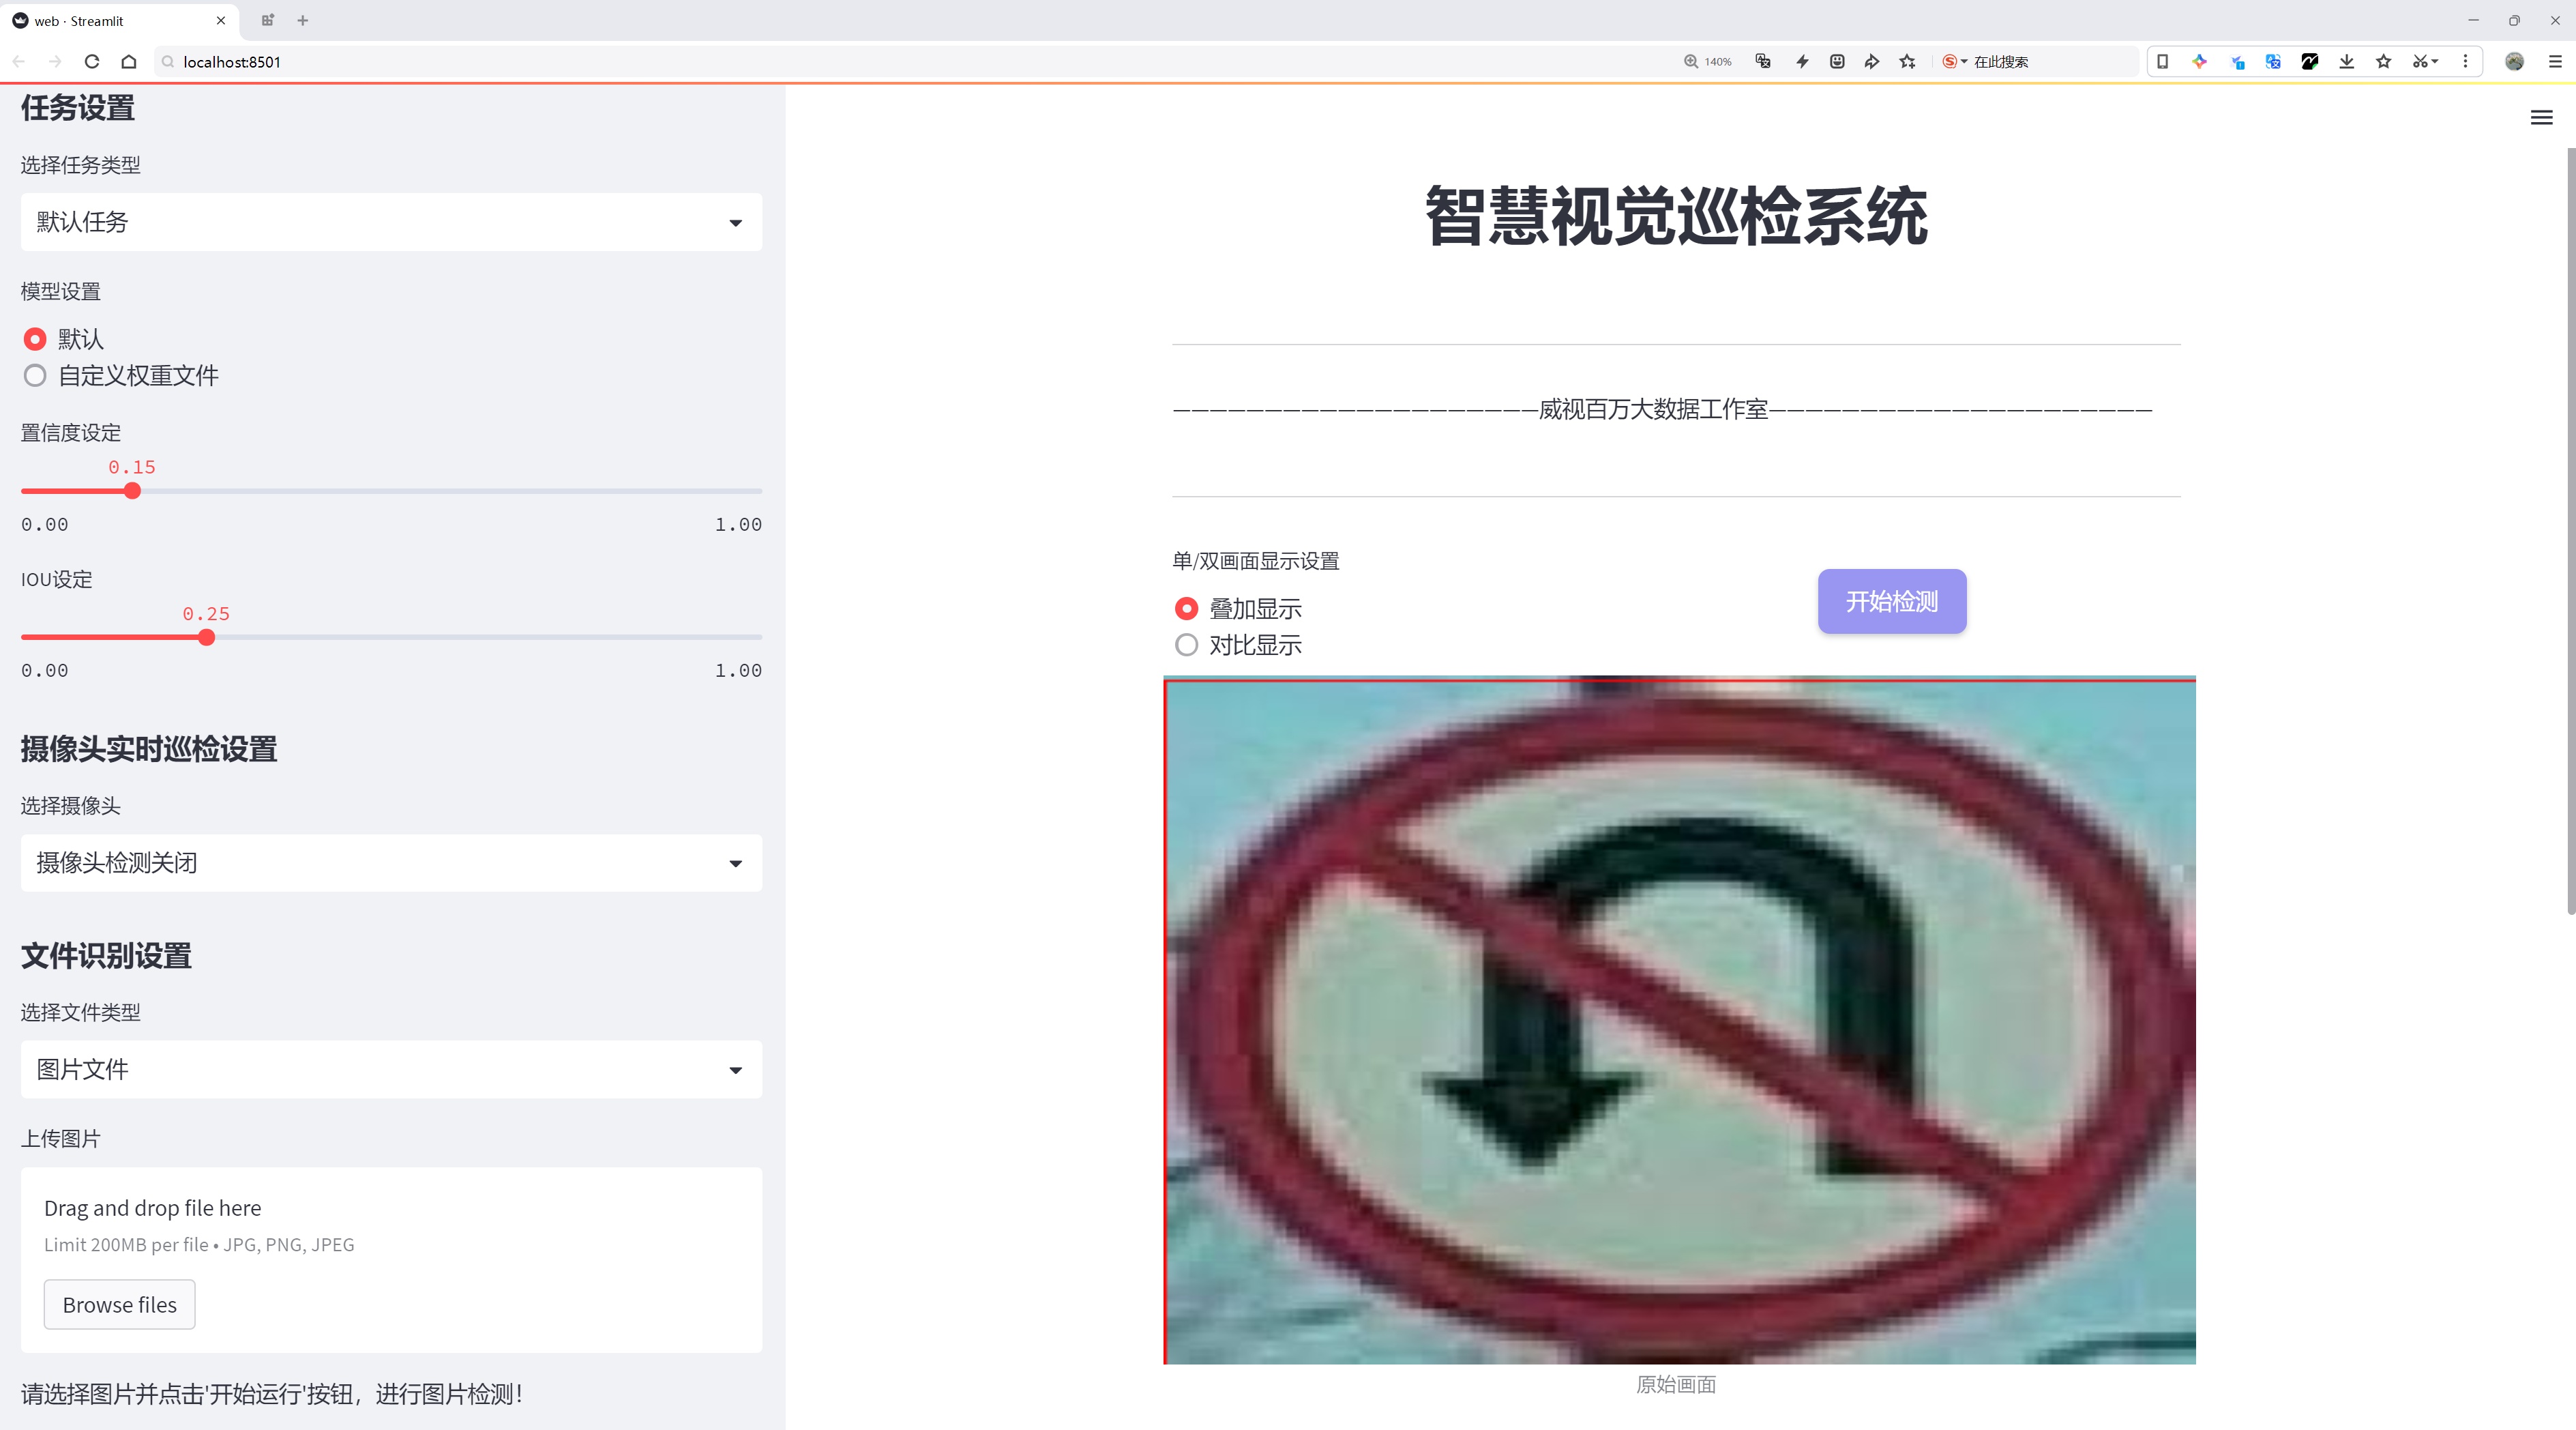 web · Streamlit
localhost:8501
140%
在此搜索
任务设置
选择任务类型
默认任务
模型设置
默认
自定义权重文件
置信度设定
0.15
0.00
1.00
IOU设定
0.25
0.00
1.00
摄像头实时巡检设置
选择摄像头
摄像头检测关闭
文件识别设置
选择文件类型
图片文件
上传图片
Drag and drop file here
Limit 200MB per file • JPG, PNG, JPEG
Browse files
请选择图片并点击'开始运行'按钮，进行图片检测！
智慧视觉巡检系统
————————————————————威视百万大数据工作室—————————————————————
单/双画面显示设置
叠加显示
对比显示
开始检测
原始画面